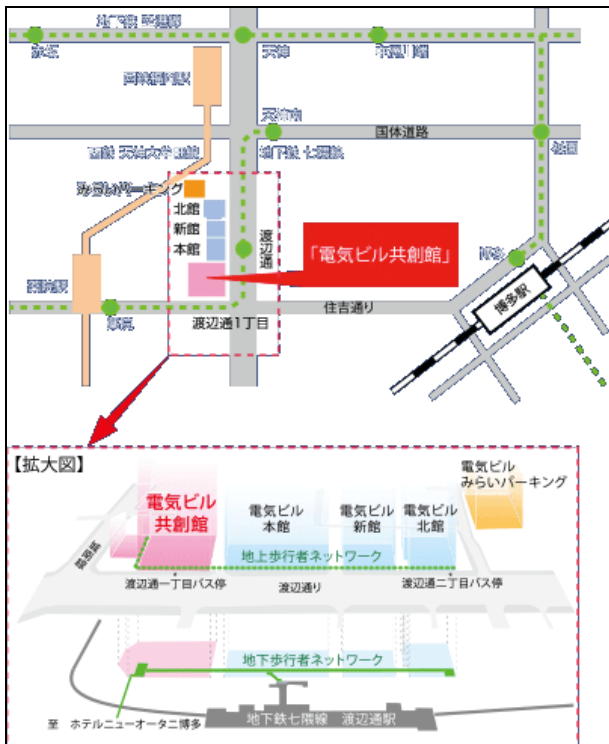 地下鉄 空港線
赤坂
天神
中洲川端
西鉄福岡駅
天神南
国体道路
西鉄 天神大牟田線
地下鉄 七隈線
祇園
みらいパーキング
北館
新館
本館
渡辺通
「電気ビル共創館」
博多
博多駅
薬院駅
薬院
住吉通り
渡辺通1丁目
【拡大図】
電気ビル
共創館
電気ビル
本館
電気ビル
新館
電気ビル
北館
電気ビル
みらいパーキング
地上歩行者ネットワーク
渡辺通一丁目バス停
渡辺通り
渡辺通二丁目バス停
地下歩行者ネットワーク
至 ホテルニューオータニ博多
地下鉄七隈線 渡辺通駅